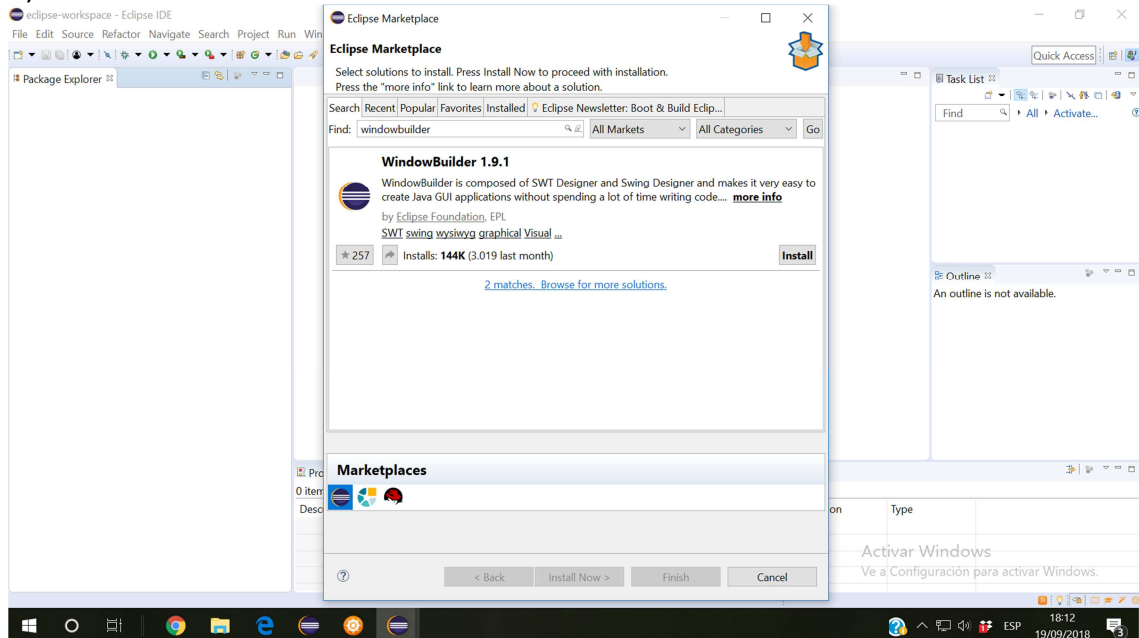 eclipse-workspace - Eclipse IDE
File Edit Source Refactor Navigate Search Project Run Win
Quick Access
Package Explorer
Eclipse Marketplace
Eclipse Marketplace
Select solutions to install. Press Install Now to proceed with installation.
Press the "more info" link to learn more about a solution.
Search Recent Popular Favorites Installed Eclipse Newsletter: Boot & Build Eclip...
Find: windowbuilder All Markets All Categories Go
WindowBuilder 1.9.1
WindowBuilder is composed of SWT Designer and Swing Designer and makes it very easy to
create Java GUI applications without spending a lot of time writing code.... more info
by Eclipse Foundation, EPL
SWT swing wysiwyg graphical Visual ...
257 Installs: 144K (3.019 last month) Install
2 matches. Browse for more solutions.
Marketplaces
< Back Install Now > Finish Cancel
Task List
Find All Activate...
Outline
An outline is not available.
Pro
0 item
Desc
on Type
Activar Windows
Ve a Configuración para activar Windows.
ESP
18:12
19/09/2018
3